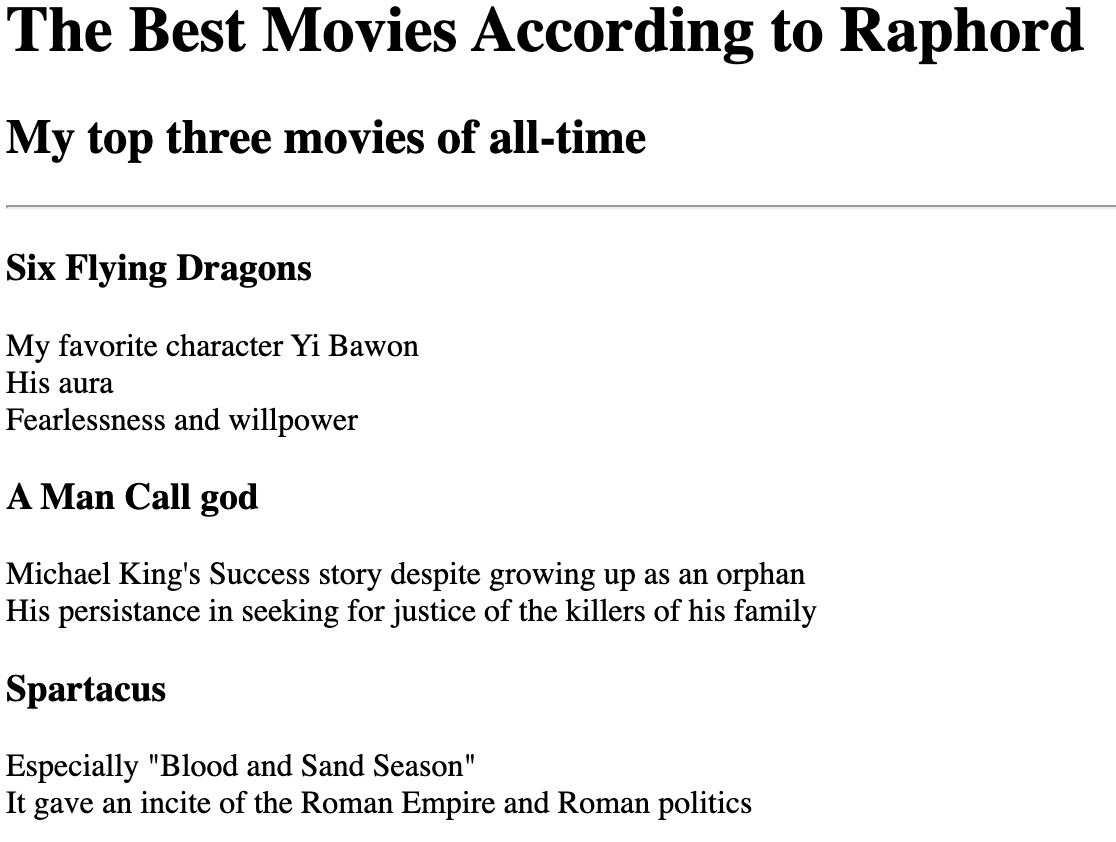 The Best Movies According to Raphord
My top three movies of all-time
Six Flying Dragons
My favorite character Yi Bawon
His aura
Fearlessness and willpower
A Man Call god
Michael King's Success story despite growing up as an orphan
His persistance in seeking for justice of the killers of his family
Spartacus
Especially "Blood and Sand Season"
It gave an incite of the Roman Empire and Roman politics